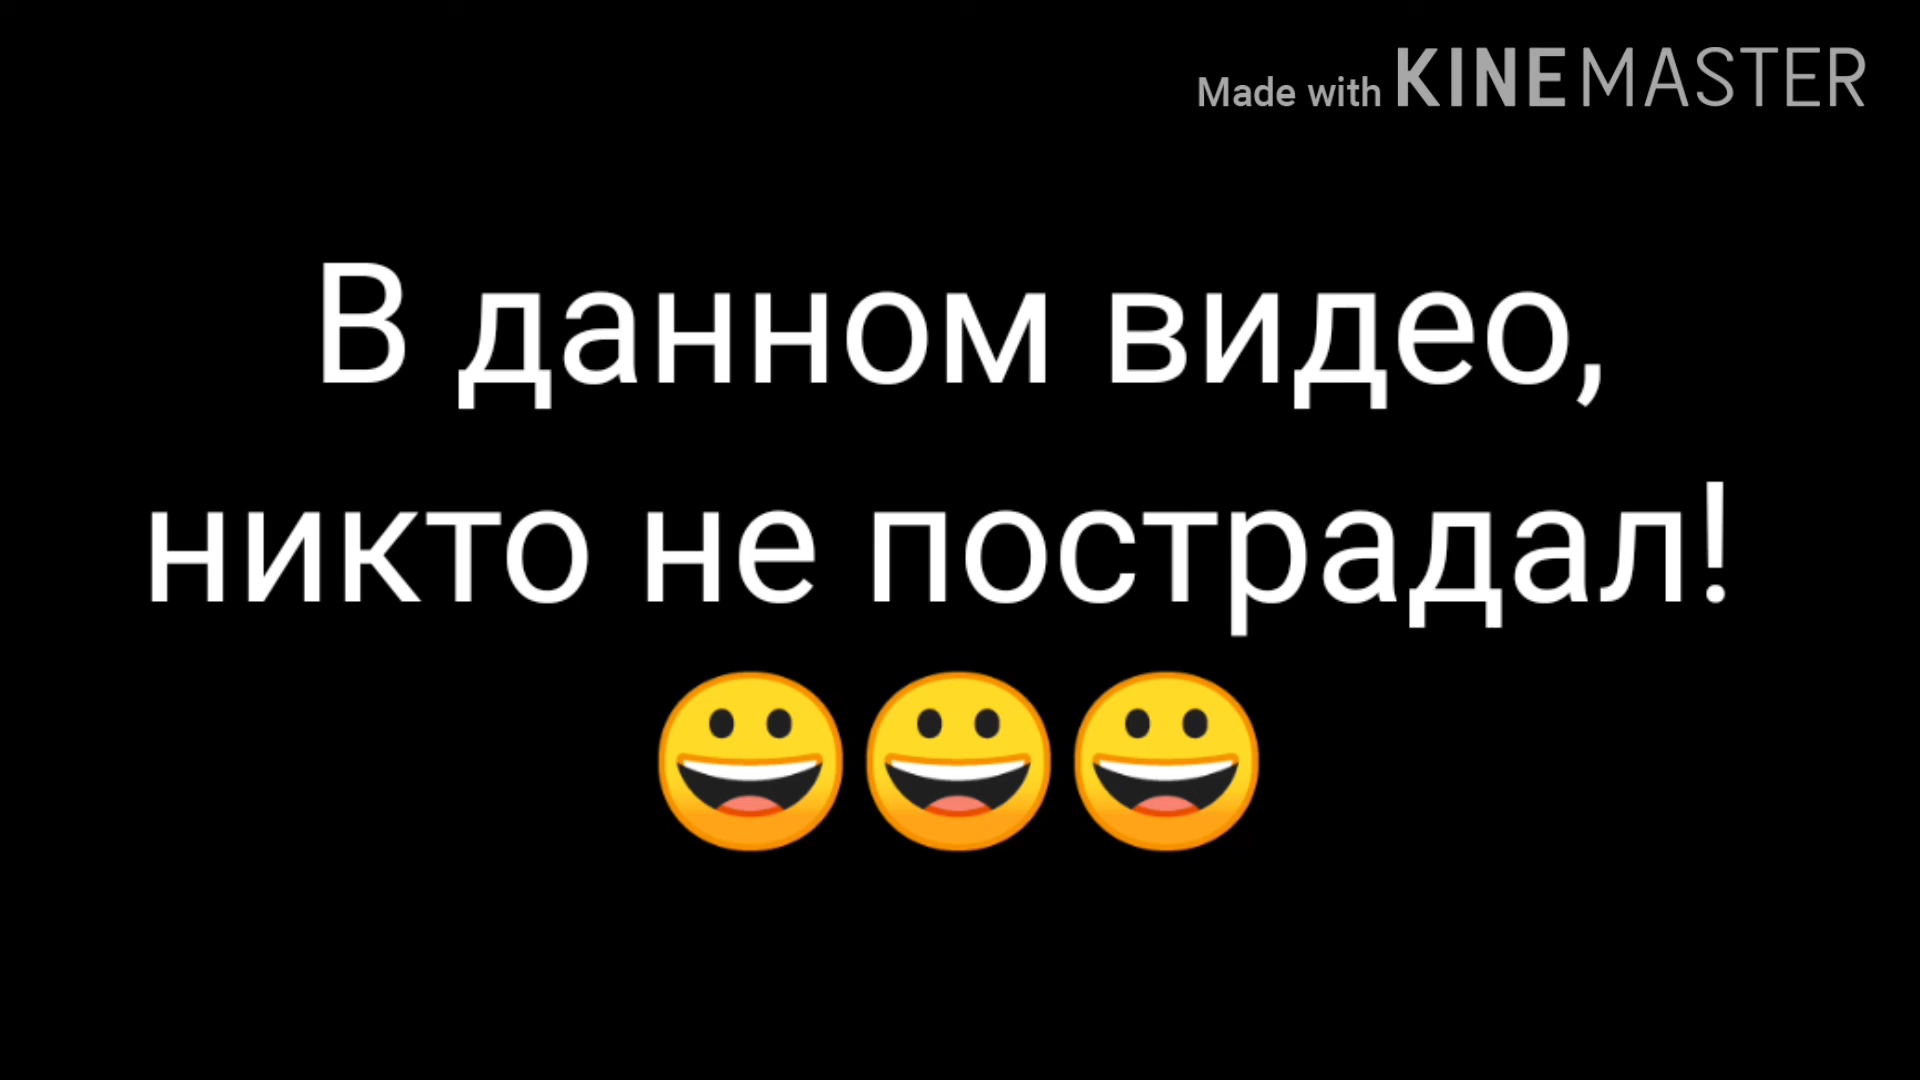 Made with KINEMASTER
В данном видео,
никто не пострадал!
😀😀😀